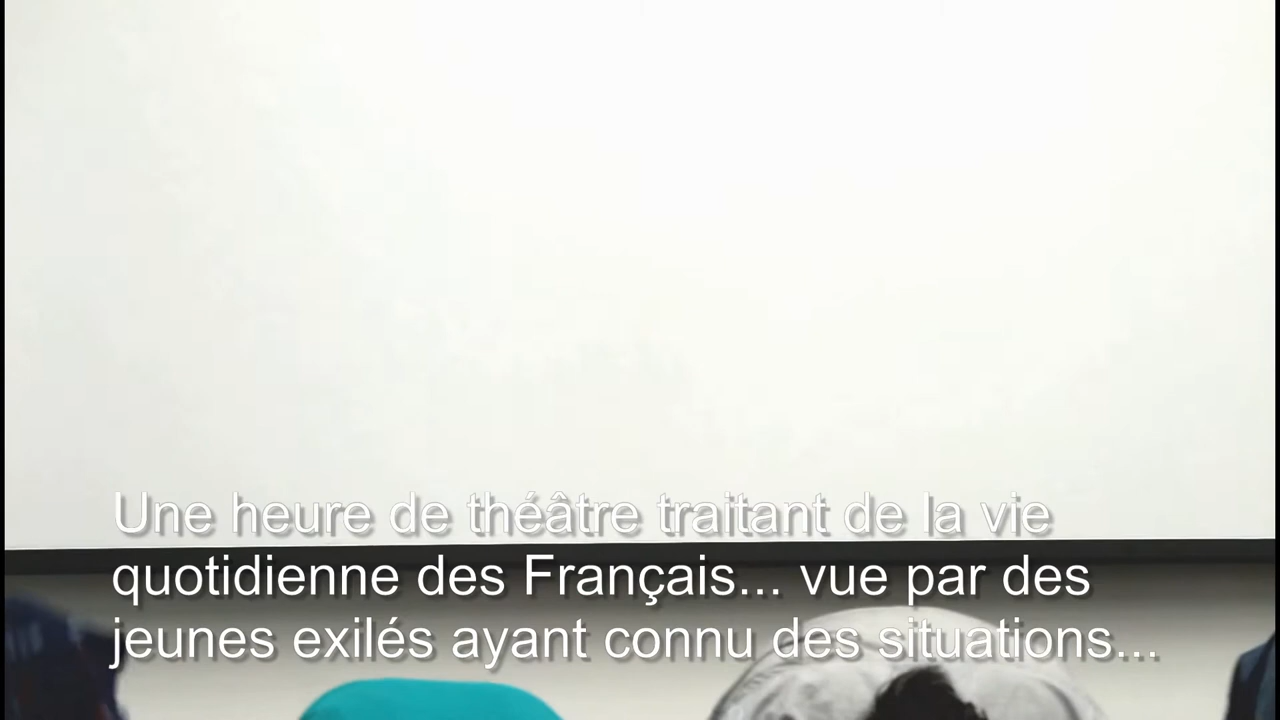 Une heure de théâtre traitant de la vie
quotidienne des Français... vue par des
jeunes exilés ayant connu des situations...